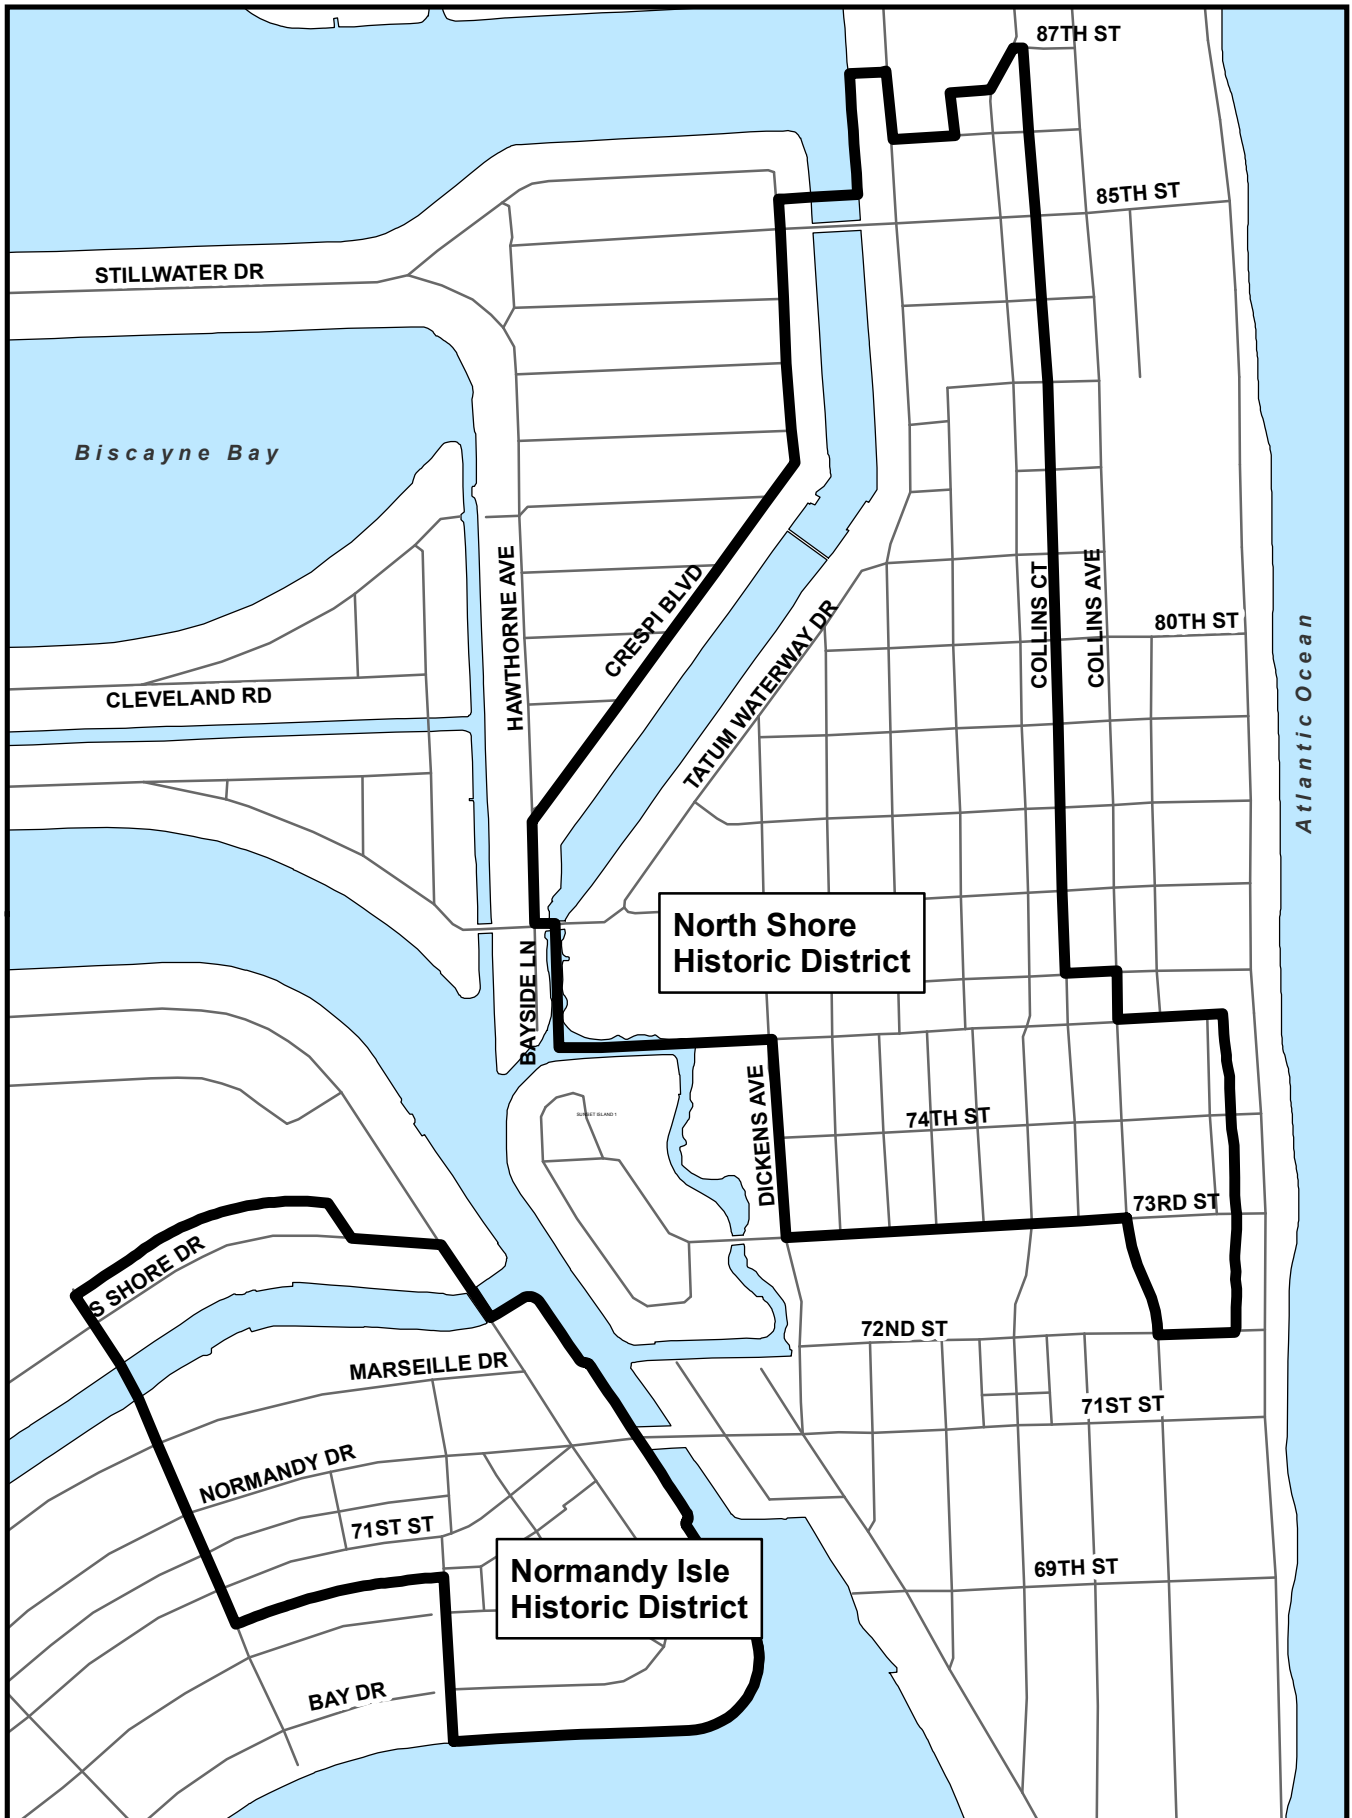 87TH ST
85TH ST
STILLWATER DR
Biscayne Bay
HAWTHORNE AVE
CRESPI BLVD
COLLINS CT
COLLINS AVE
80TH ST
TATUM WATERWAY DR
Atlantic Ocean
CLEVELAND RD
North Shore
Historic District
BAYSIDE LN
DICKENS AVE
SUNSET ISLAND 1
74TH ST
73RD ST
S SHORE DR
72ND ST
MARSEILLE DR
71ST ST
NORMANDY DR
71ST ST
Normandy Isle
Historic District
69TH ST
BAY DR